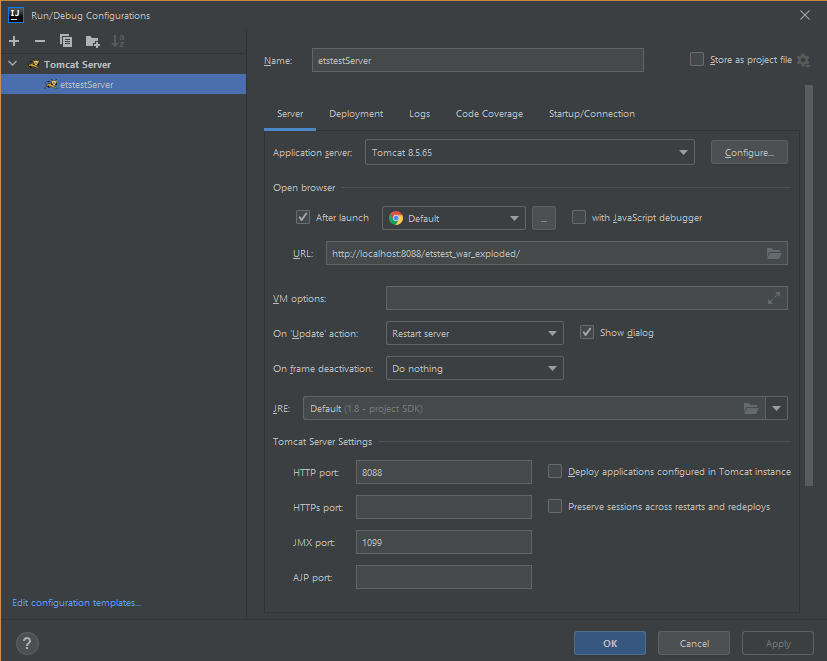 IJ Run/Debug Configurations
Tomcat Server
etstestServer
Edit configuration templates...
Name: etstestServer Store as project file
Server Deployment Logs Code Coverage Startup/Connection
Application server: Tomcat 8.5.65 Configure...
Open browser
After launch Default ... with JavaScript debugger
URL: http://localhost:8088/etstest_war_exploded/
VM options:
On 'Update' action: Restart server Show dialog
On frame deactivation: Do nothing
JRE: Default (1.8 - project SDK)
Tomcat Server Settings
HTTP port: 8088 Deploy applications configured in Tomcat instance
HTTPs port: Preserve sessions across restarts and redeploys
JMX port: 1099
AJP port:
? OK Cancel Apply